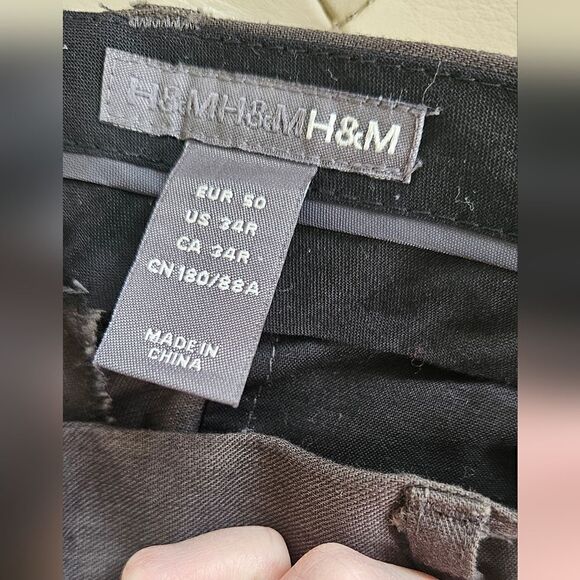 H&MH&MH&M
EUR 50
US 34R
CA 34R
CN 180/88A
MADE IN
CHINA